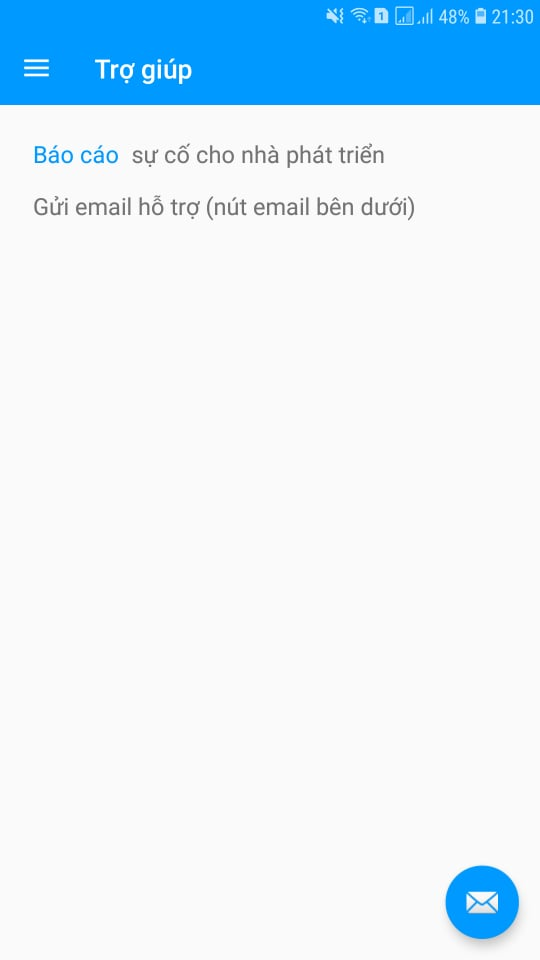 1 48% 21:30
Trợ giúp
Báo cáo sự cố cho nhà phát triển
Gửi email hỗ trợ (nút email bên dưới)